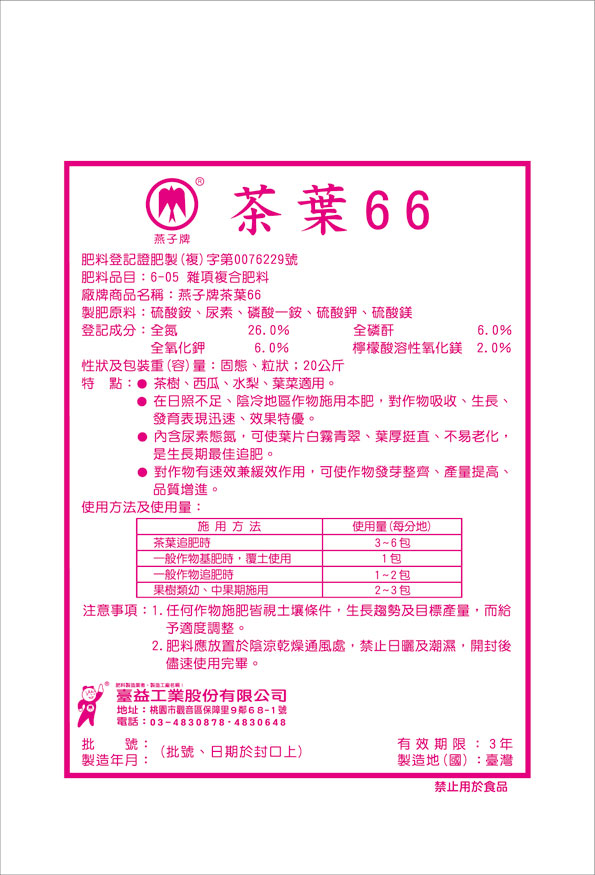 ®
茶葉66
燕子牌
肥料登記證肥製(複)字第0076229號
肥料品目：6-05 雜項複合肥料
廠牌商品名稱：燕子牌茶葉66
製肥原料：硫酸銨、尿素、磷酸一銨、硫酸鉀、硫酸鎂
登記成分：全氮 26.0% 全磷酐 6.0%
全氧化鉀 6.0% 檸檬酸溶性氧化鎂 2.0%
性狀及包裝重(容)量：固態、粒狀；20公斤
特 點：● 茶樹、西瓜、水梨、葉菜適用。
● 在日照不足、陰冷地區作物施用本肥，對作物吸收、生長、
發育表現迅速、效果特優。
● 內含尿素態氮，可使葉片白霧青翠、葉厚挺直、不易老化，
是生長期最佳追肥。
● 對作物有速效兼緩效作用，可使作物發芽整齊、產量提高、
品質增進。
使用方法及使用量：
施 用 方 法 使用量(每分地)
茶葉追肥時 3~6包
一般作物基肥時，覆土使用 1包
一般作物追肥時 1~2包
果樹類幼、中果期施用 2~3包
注意事項：1.任何作物施肥皆視土壤條件，生長趨勢及目標產量，而給
予適度調整。
2.肥料應放置於陰涼乾燥通風處，禁止日曬及潮濕，開封後
儘速使用完畢。
®
肥料製造業者、製造工廠名稱：
臺益工業股份有限公司
地址：桃園市觀音區保障里9鄰68-1號
電話：03-4830878·4830648
批 號：
製造年月：
(批號、日期於封口上)
有效期限：3年
製造地(國)：臺灣
禁止用於食品